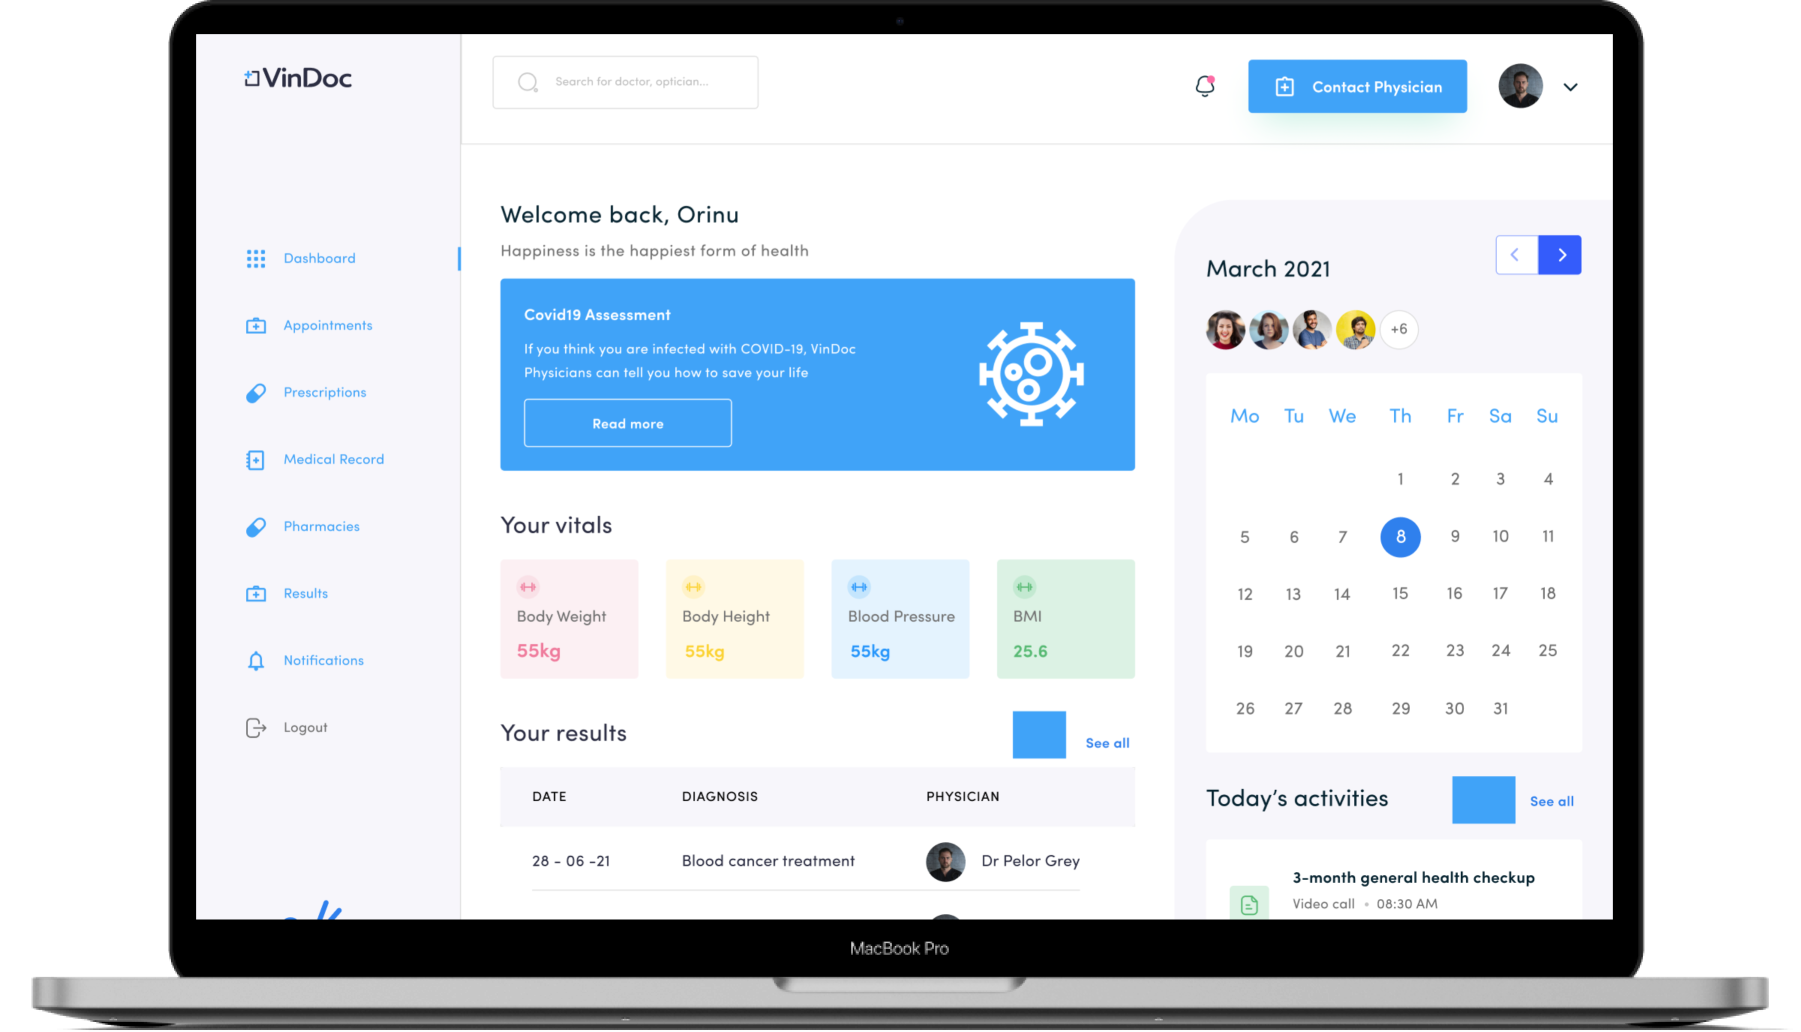 VinDoc
Search for doctor, optician...
Contact Physician
Dashboard
Appointments
Prescriptions
Medical Record
Pharmacies
Results
Notifications
Logout
Welcome back, Orinu
Happiness is the happiest form of health
Covid19 Assessment
If you think you are infected with COVID-19, VinDoc
Physicians can tell you how to save your life
Read more
Your vitals
Body Weight
55kg
Body Height
55kg
Blood Pressure
55kg
BMI
25.6
Your results
See all
DATE DIAGNOSIS PHYSICIAN
28 - 06 -21 Blood cancer treatment Dr Pelor Grey
March 2021
+6
Mo Tu We Th Fr Sa Su
1 2 3 4
5 6 7 8 9 10 11
12 13 14 15 16 17 18
19 20 21 22 23 24 25
26 27 28 29 30 31
Today's activities
See all
3-month general health checkup
Video call • 08:30 AM
MacBook Pro